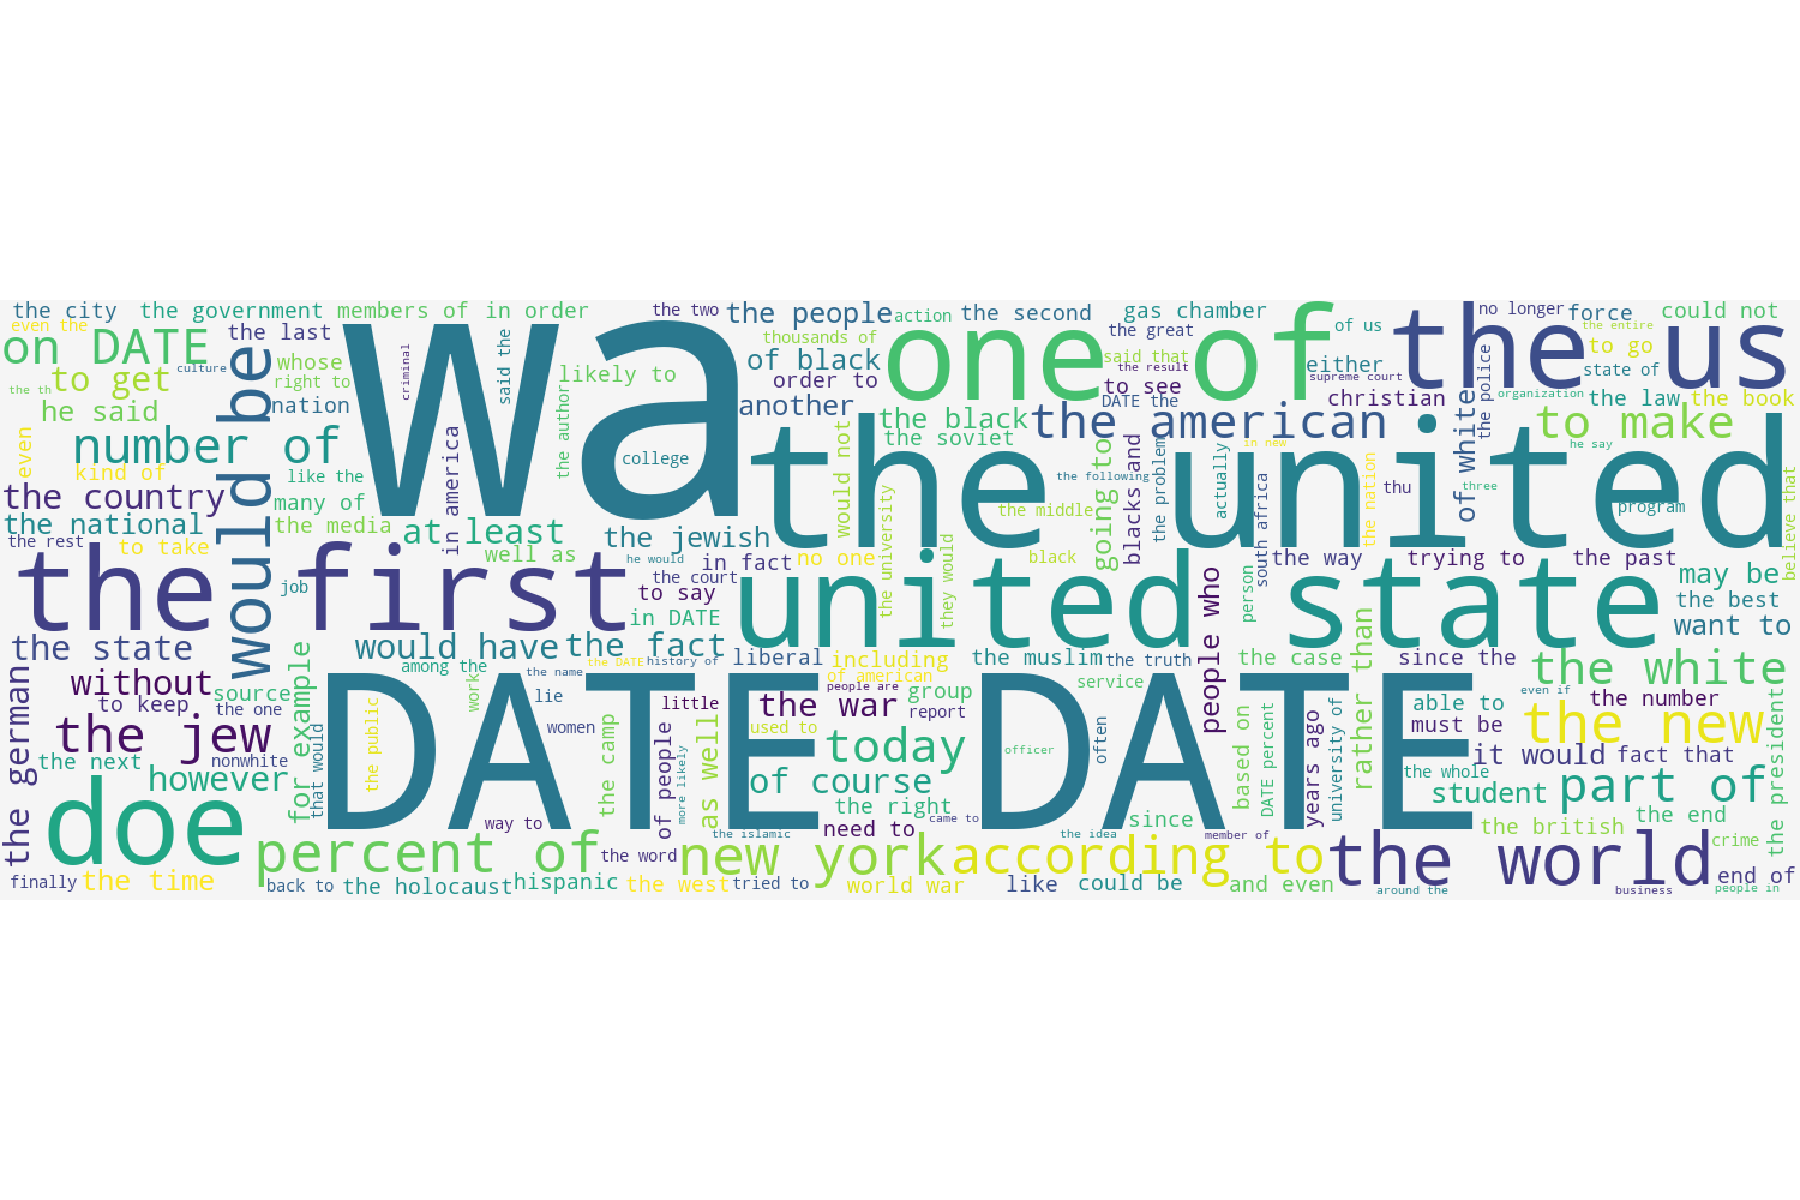 the city
the government
members of
in order
the two
the people
action
the second
gas chamber
no longer
force
could not
even the
on DATE
the last
wa
said the
thousands of
of black
one of
the great
of us
the us
the entire
to go
state of
the th
to get
culture
whose
right to
criminal
likely to
order to
said that
the result
to see
either
supreme court
the police
organization
the law
the book
he said
nation
would be
the author
another
the black
DATE the
christian
of white
to make
even
number of
in america
college
would not
the soviet
the american
going to
blacks and
the problem
in new
he say
kind of
like the
the united
the following
actually
the nation
thu
three
the country
many of
the university
the middle
south africa
program
believe that
the national
the media
at least
the jewish
they would
the rest
to take
well as
he would
in fact
no one
black
the way
trying to
the past
the first
job
the court
to say
united state
person
people who
may be
the best
in DATE
want to
the state
would have
the fact
among the
the name
the DATE
history of
liberal
including
of american
the muslim
the truth
the case
rather than
since the
the white
the german
without
source
for example
worke
lie
little
people are
group
service
even if
the number
to keep
the one
the public
DATE DATE
women
the camp
the war
report
often
based on
DATE percent
years ago
university of
able to
must be
the new
the president
the jew
the next
nonwhite
that would
of people
more likely
as well
used to
today
officer
it would
fact that
however
of course
the whole
student
part of
doe
the right
way to
the islamic
need to
came to
the idea
since
member of
the british
the end
percent of
the word
new york
according to
the world
crime
finally
the time
back to
the holocaust
hispanic
the west
tried to
world war
like
could be
and even
around the
business
end of
people in